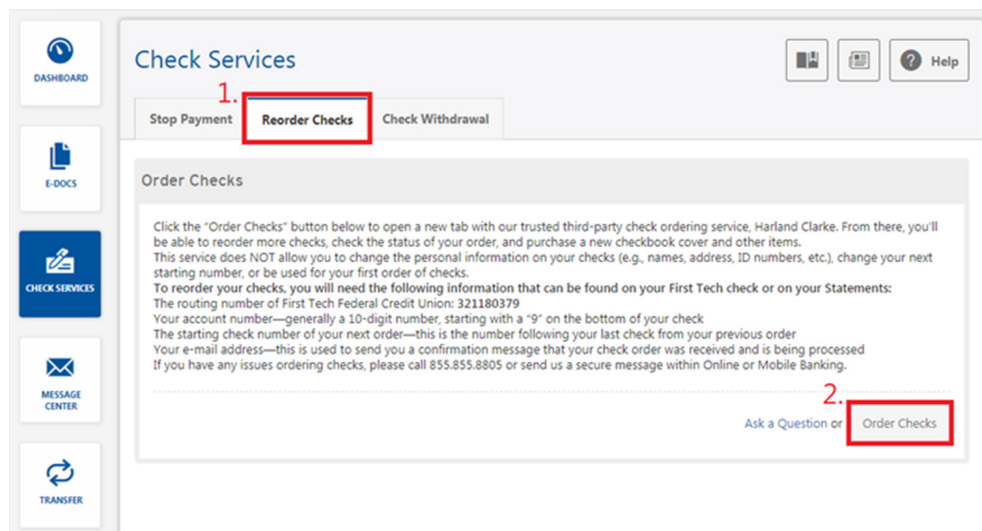 DASHBOARD
E-DOCS
CHECK SERVICES
MESSAGE
CENTER
TRANSFER
Check Services
Help
1.
Stop Payment
Reorder Checks
Check Withdrawal
Order Checks
Click the "Order Checks" button below to open a new tab with our trusted third-party check ordering service, Harland Clarke. From there, you'll
be able to reorder more checks, check the status of your order, and purchase a new checkbook cover and other items.
This service does NOT allow you to change the personal information on your checks (e.g., names, address, ID numbers, etc.), change your next
starting number, or be used for your first order of checks.
To reorder your checks, you will need the following information that can be found on your First Tech check or on your Statements:
The routing number of First Tech Federal Credit Union: 321180379
Your account number—generally a 10-digit number, starting with a "9" on the bottom of your check
The starting check number of your next order—this is the number following your last check from your previous order
Your e-mail address—this is used to send you a confirmation message that your check order was received and is being processed
If you have any issues ordering checks, please call 855.855.8805 or send us a secure message within Online or Mobile Banking.
2.
Ask a Question or Order Checks